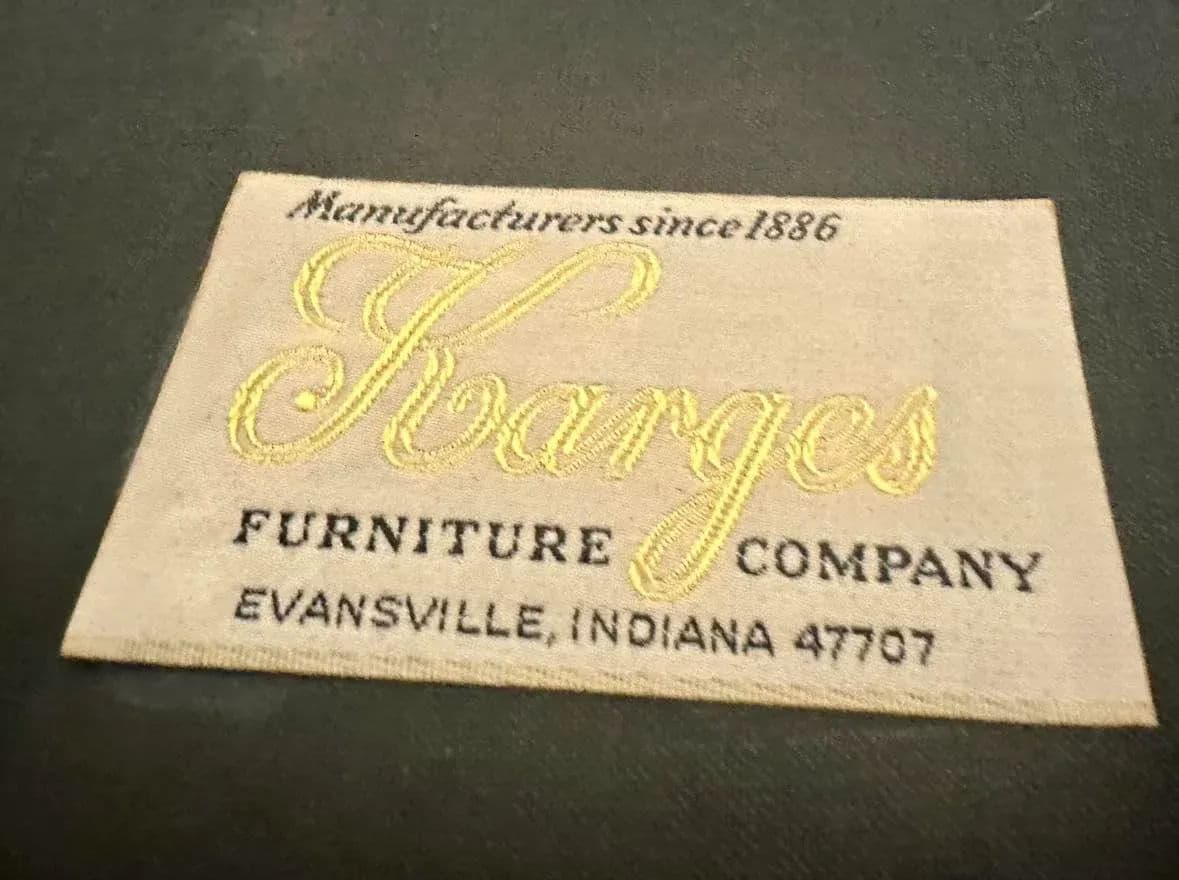 Manufacturers since 1886
Karges
FURNITURE COMPANY
EVANSVILLE, INDIANA 47707